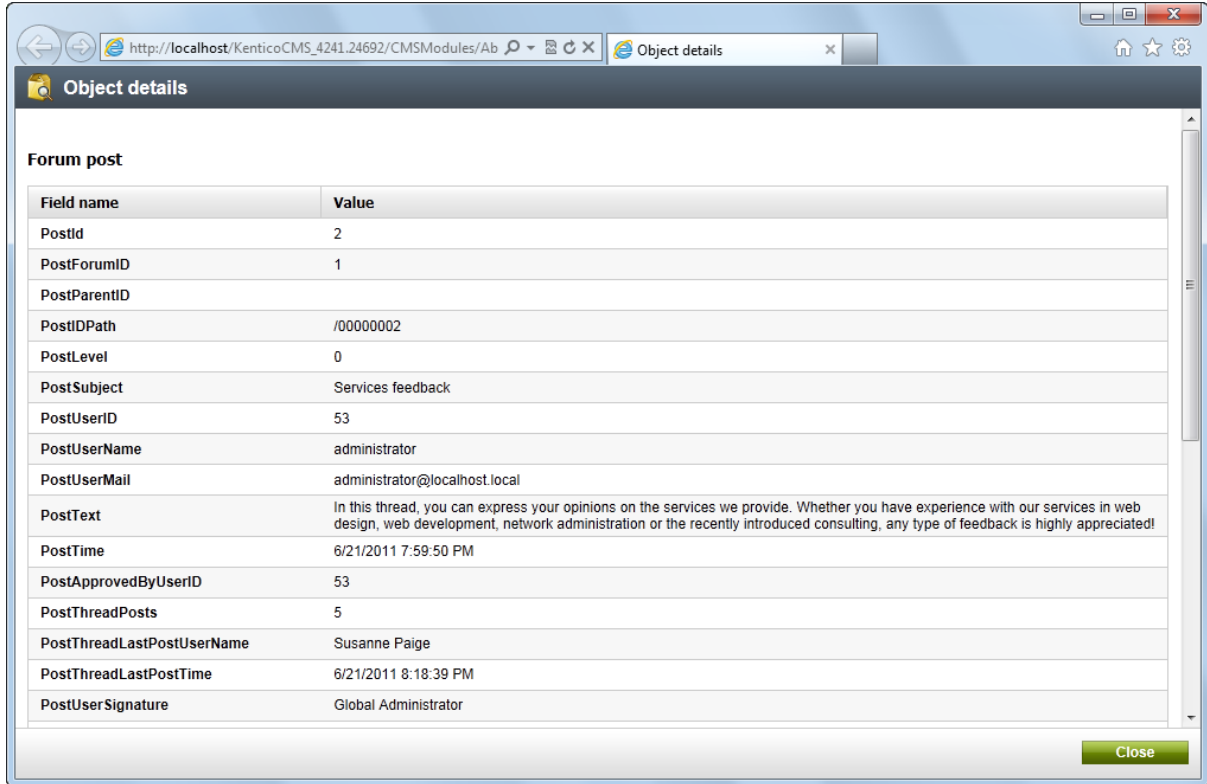 http://localhost/KenticoCMS_4241.24692/CMSModules/Ab
Object details
Object details
Forum post
Field name Value
PostId 2
PostForumID 1
PostParentID
PostIDPath /00000002
PostLevel 0
PostSubject Services feedback
PostUserID 53
PostUserName administrator
PostUserMail administrator@localhost.local
PostText In this thread, you can express your opinions on the services we provide. Whether you have experience with our services in web
design, web development, network administration or the recently introduced consulting, any type of feedback is highly appreciated!
PostTime 6/21/2011 7:59:50 PM
PostApprovedByUserID 53
PostThreadPosts 5
PostThreadLastPostUserName Susanne Paige
PostThreadLastPostTime 6/21/2011 8:18:39 PM
PostUserSignature Global Administrator
Close